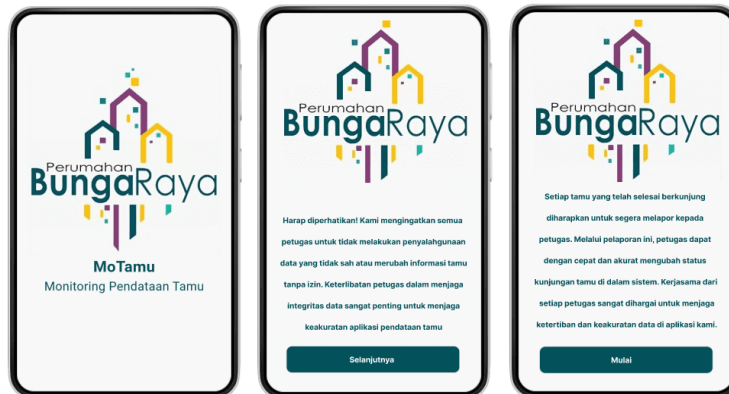 Perumahan
BungaRaya
MoTamu
Monitoring Pendataan Tamu
Perumahan
BungaRaya
Harap diperhatikan! Kami mengingatkan semua
petugas untuk tidak melakukan penyalahgunaan
data yang tidak sah atau merubah informasi tamu
tanpa izin. Keterlibatan petugas dalam menjaga
integritas data sangat penting untuk menjaga
keakuratan aplikasi pendataan tamu
Selanjutnya
Perumahan
BungaRaya
Setiap tamu yang telah selesai berkunjung
diharapkan untuk segera melapor kepada
petugas. Melalui pelaporan ini, petugas dapat
dengan cepat dan akurat mengubah status
kunjungan tamu di dalam sistem. Kerjasama dari
setiap petugas sangat dihargai untuk menjaga
ketertiban dan keakuratan data di aplikasi kami.
Mulai